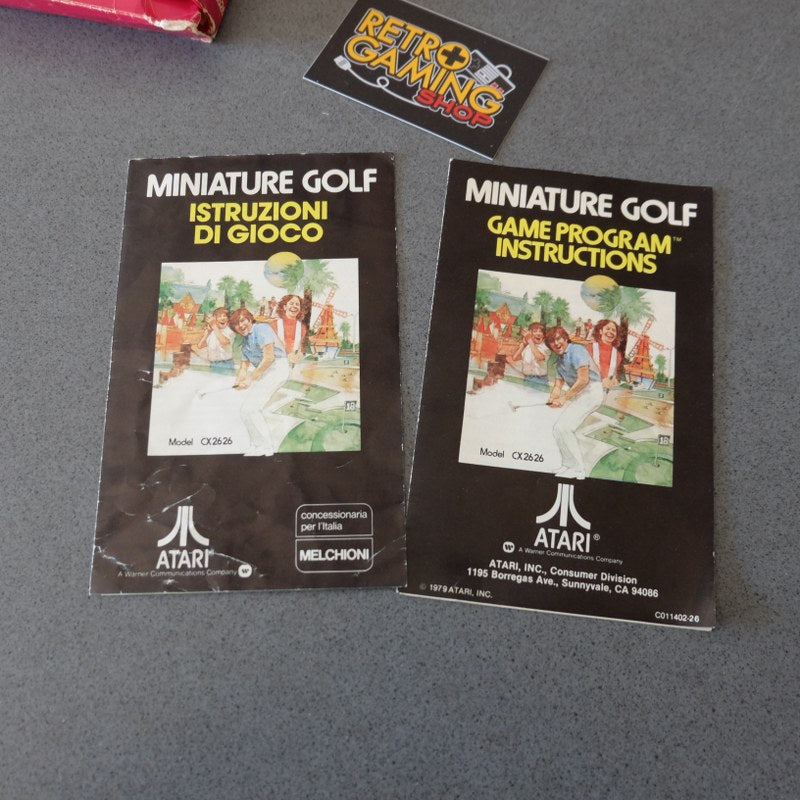 RETRO
GAMING
SHOP
MINIATURE GOLF
ISTRUZIONI
DI GIOCO
Model CX2626
ATARI
A Warner Communications Company
concessionaria
per l'Italia
MELCHIONI
MINIATURE GOLF
GAME PROGRAM™
INSTRUCTIONS
18
Model CX2626
ATARI®
A Warner Communications Company
ATARI, INC., Consumer Division
1195 Borregas Ave., Sunnyvale, CA 94086
© 1979 ATARI, INC.
C011402-26